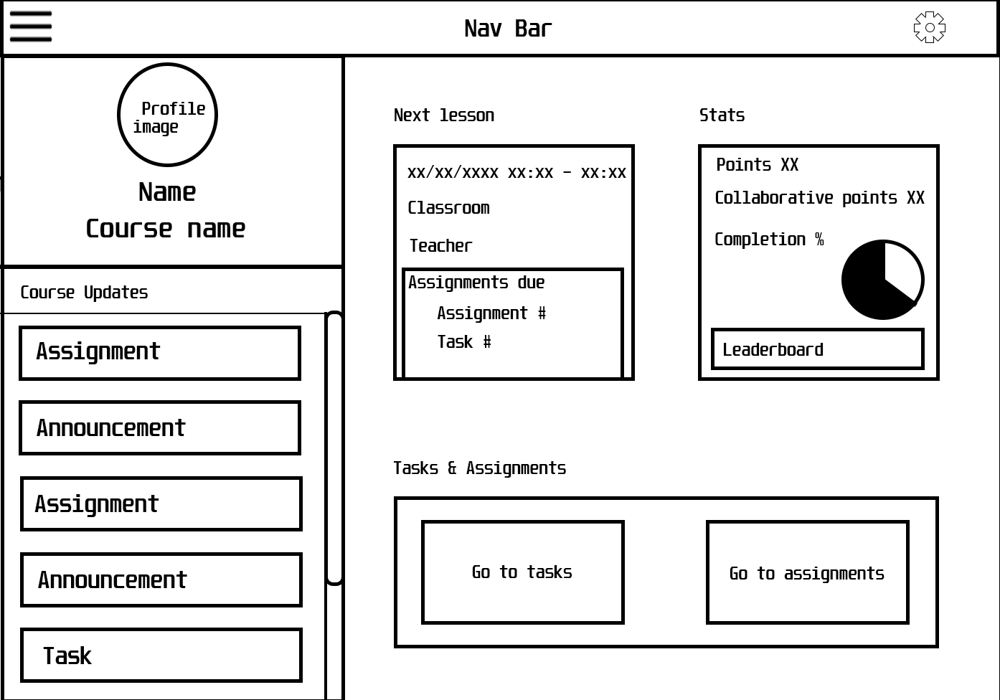 Nav Bar
Profile
image
Name
Course name
Course Updates
Assignment
Announcement
Assignment
Announcement
Task
Next lesson
xx/xx/xxxx xx:xx - xx:xx
Classroom
Teacher
Assignments due
Assignment #
Task #
Stats
Points XX
Collaborative points XX
Completion %
Leaderboard
Tasks & Assignments
Go to tasks
Go to assignments